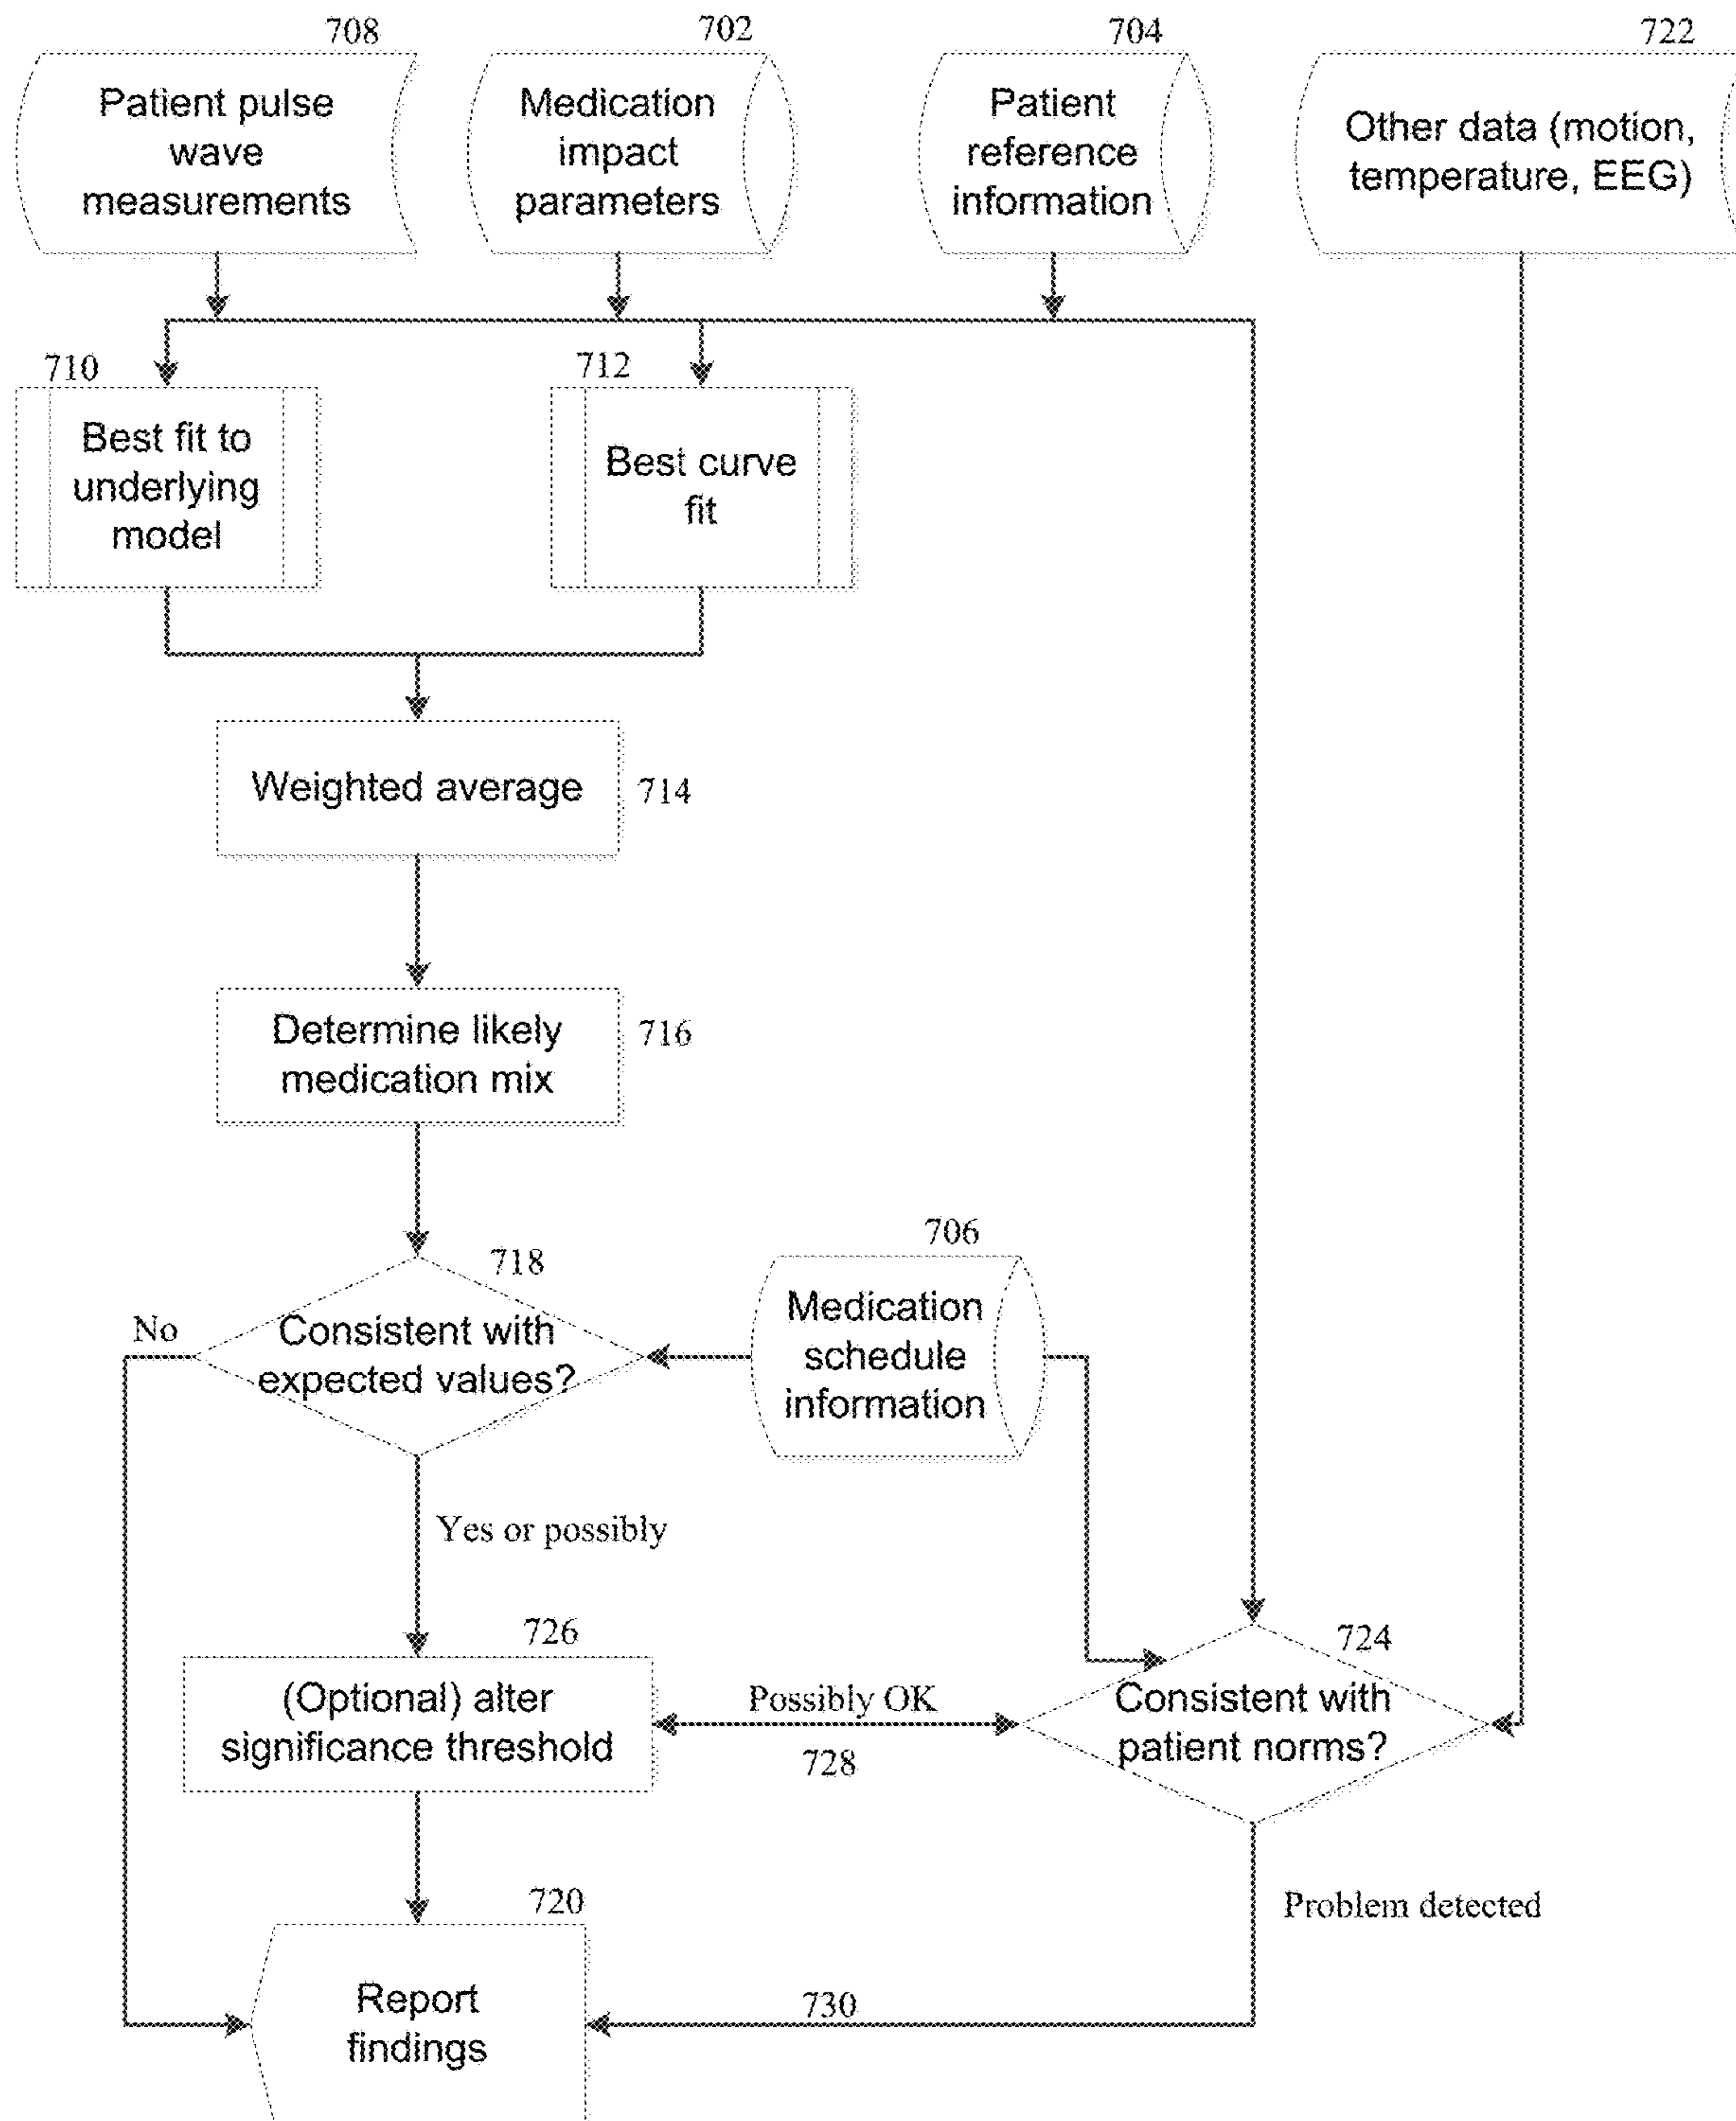 708
702
704
722
Patient pulse
wave
measurements
Medication
impact
parameters
Patient
reference
information
Other data (motion,
temperature, EEG)
710
712
Best fit to
underlying
model
Best curve
fit
Weighted average
714
Determine likely
medication mix
716
706
718
No
Consistent with
expected values?
Medication
schedule
information
Yes or possibly
726
724
(Optional) alter
significance threshold
Possibly OK
728
Consistent with
patient norms?
720
Problem detected
Report
findings
730